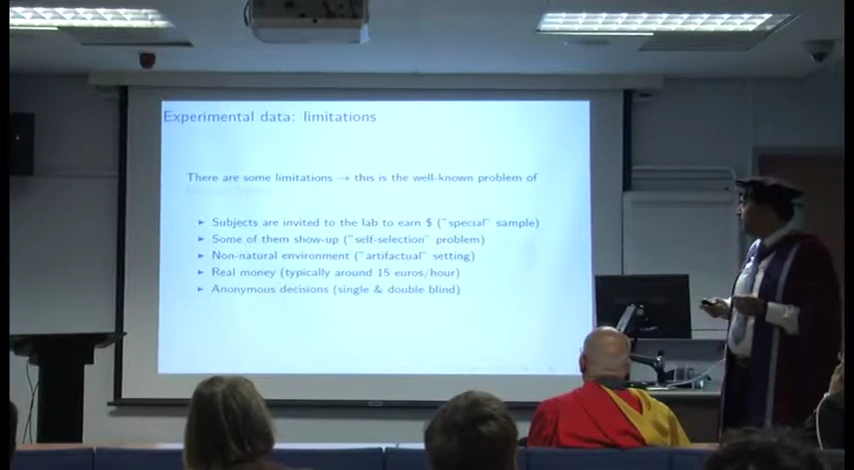 Experimental data: limitations
There are some limitations → this is the well-known problem of
► Subjects are invited to the lab to earn $ ("special" sample)
► Some of them show-up ("self-selection" problem)
► Non-natural environment ("artifactual" setting)
► Real money (typically around 15 euros/hour)
► Anonymous decisions (single & double blind)